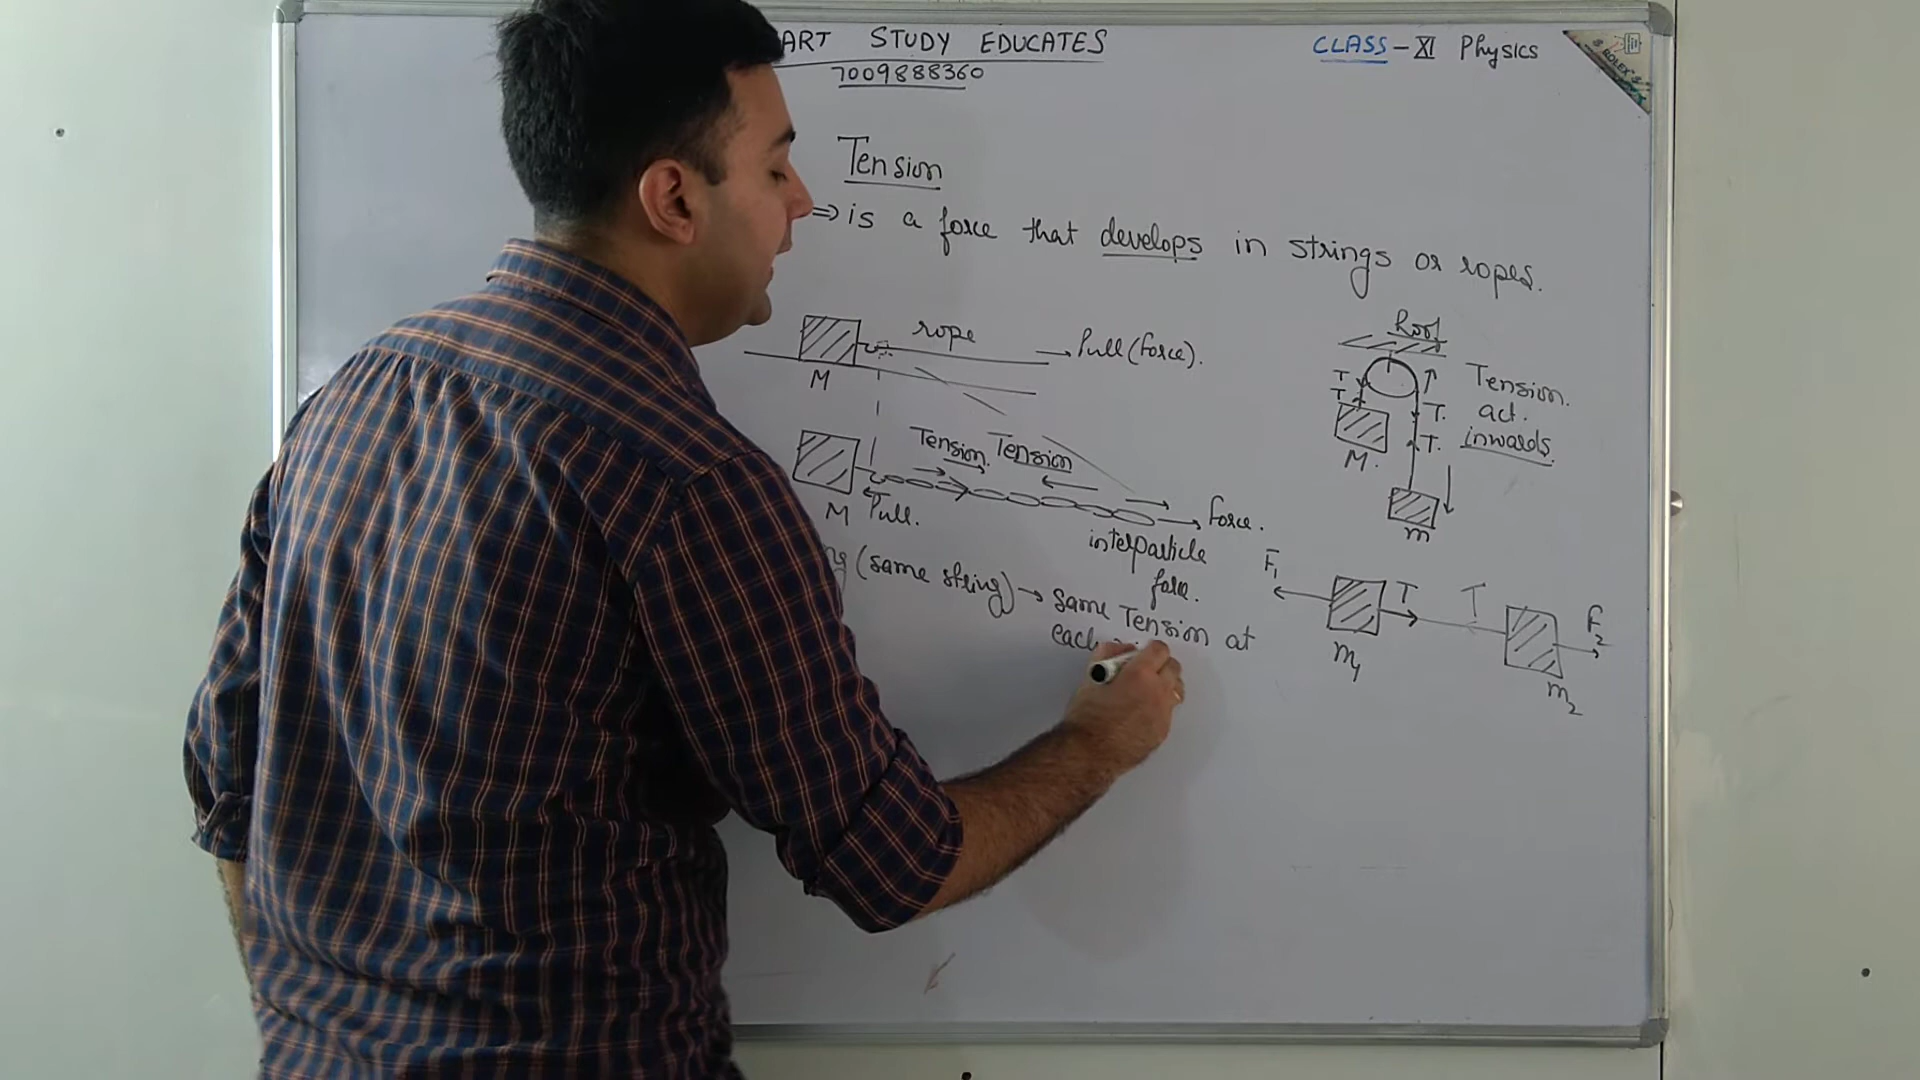 ART STUDY EDUCATES
7009888360
CLASS-XI Physics
ROLEX
Tension
⇒ is a force that develops in strings or ropes.
rope
→ Pull (force).
M
Tension. Tension
M
Pull.
Force.
interparticle
force.
(same string) → Same Tension at
each
Roof
T
T
T.
T.
M.
m
Tension.
act.
inwards.
F₁
T
T
F₂
m₁
m₂